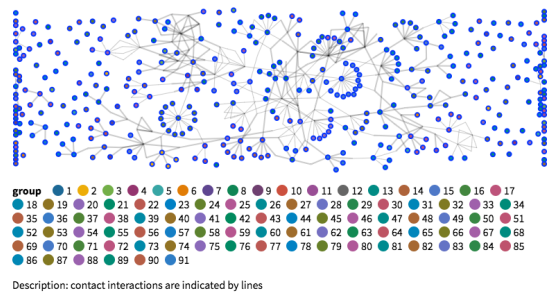 group 1 2 3 4 5 6 7 8 9 10 11 12 13 14 15 16 17
18 19 20 21 22 23 24 25 26 27 28 29 30 31 32 33 34
35 36 37 38 39 40 41 42 43 44 45 46 47 48 49 50 51
52 53 54 55 56 57 58 59 60 61 62 63 64 65 66 67 68
69 70 71 72 73 74 75 76 77 78 79 80 81 82 83 84 85
86 87 88 89 90 91
Description: contact interactions are indicated by lines